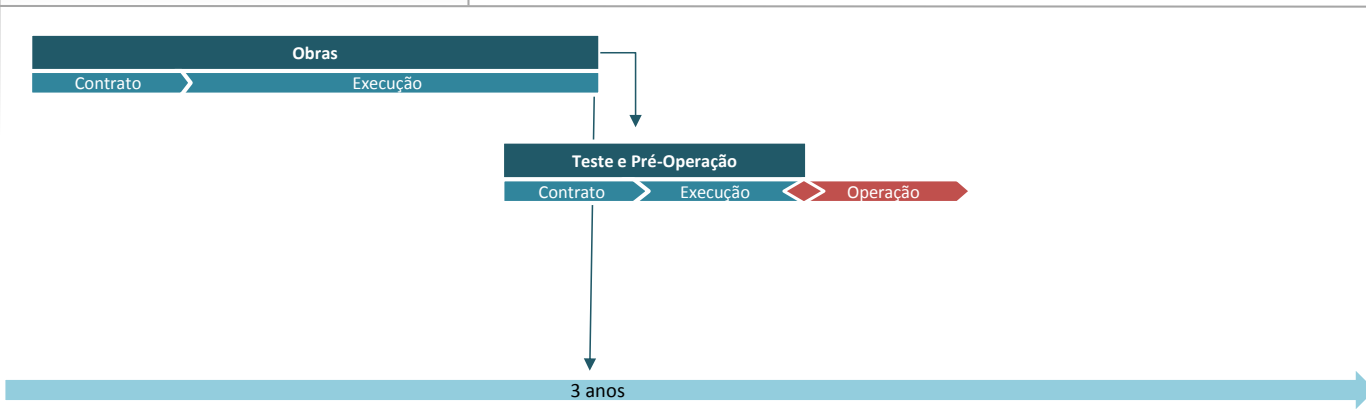 Obras
Contrato
Execução
Teste e Pré-Operação
Contrato
Execução
Operação
3 anos